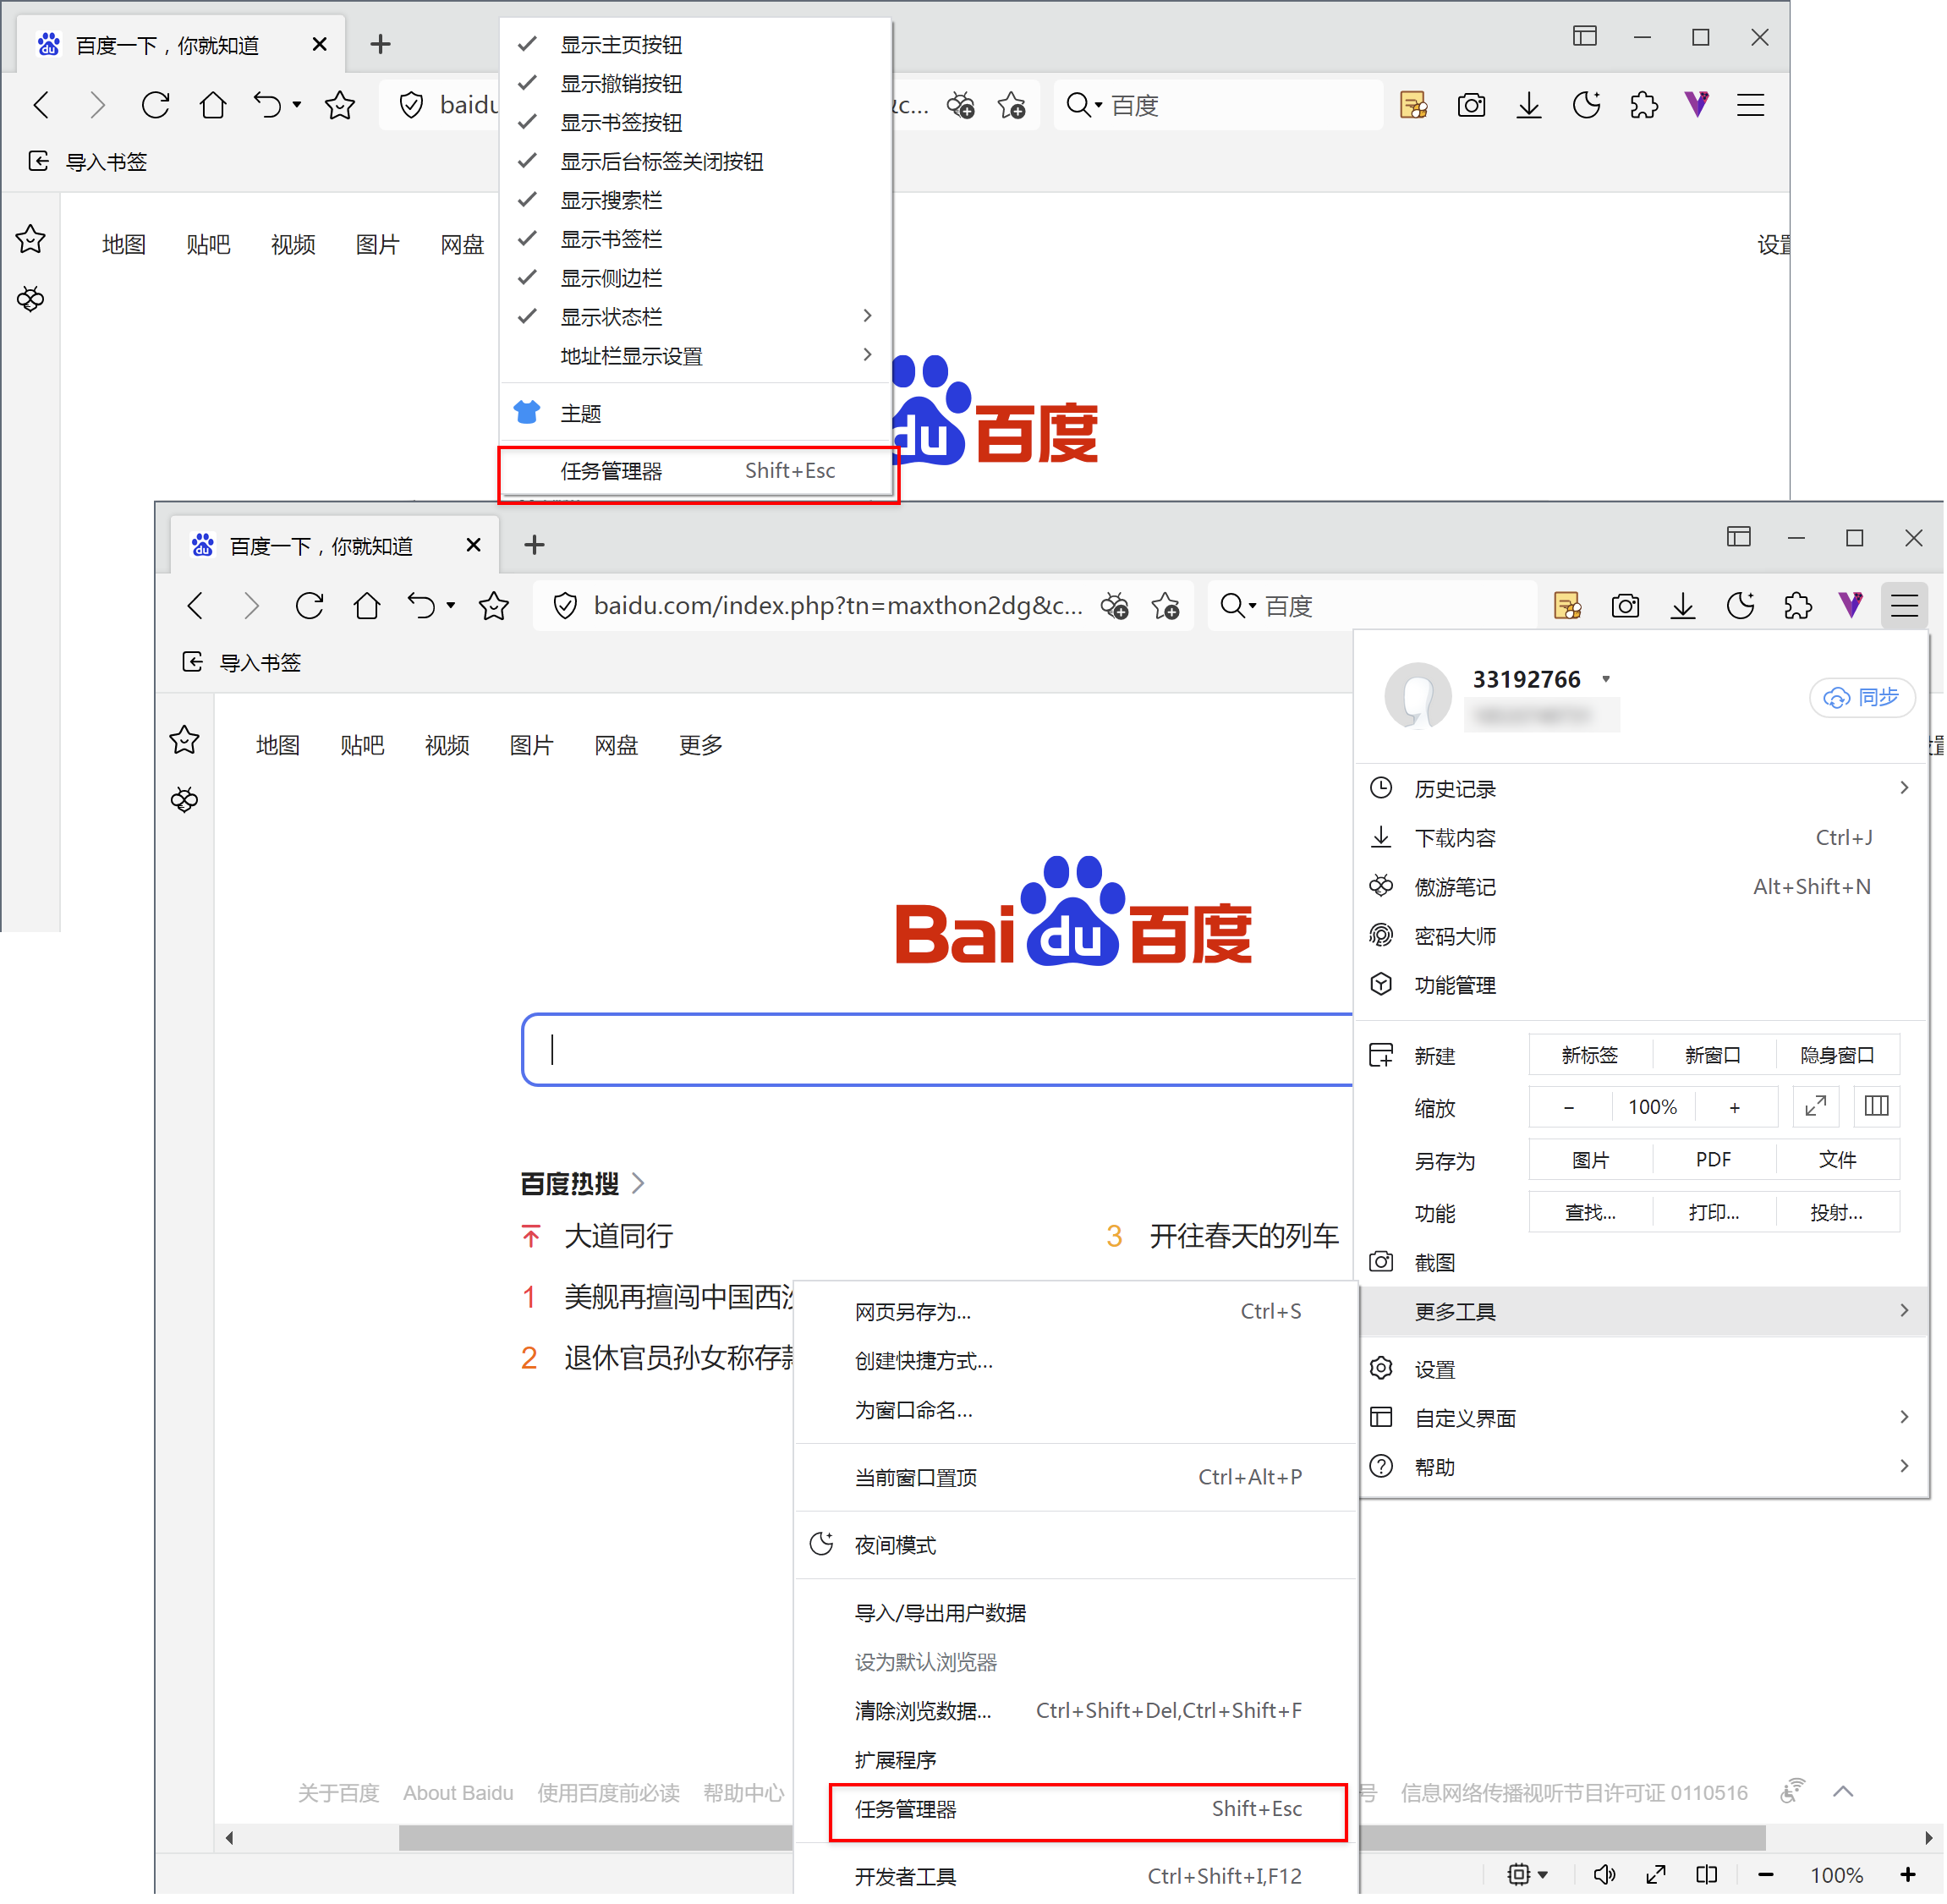 百度一下，你就知道
显示主页按钮
显示撤销按钮
显示书签按钮
显示后台标签关闭按钮
显示搜索栏
显示书签栏
显示侧边栏
显示状态栏
地址栏显示设置
主题
任务管理器 Shift+Esc
百度
导入书签
地图 贴吧 视频 图片 网盘
du 百度
百度一下，你就知道
baidu.com/index.php?tn=maxthon2dg&c...
百度
导入书签
地图 贴吧 视频 图片 网盘 更多
Bai du 百度
百度热搜
大道同行
3 开往春天的列车
1 美舰再擅闯中国西
2 退休官员孙女称存
33192766
同步
历史记录
下载内容 Ctrl+J
傲游笔记 Alt+Shift+N
密码大师
功能管理
新建 新标签 新窗口 隐身窗口
缩放 − 100% +
另存为 图片 PDF 文件
功能 查找... 打印... 投射...
截图
更多工具
设置
自定义界面
帮助
网页另存为... Ctrl+S
创建快捷方式...
为窗口命名...
当前窗口置顶 Ctrl+Alt+P
夜间模式
导入/导出用户数据
设为默认浏览器
清除浏览数据... Ctrl+Shift+Del,Ctrl+Shift+F
扩展程序
任务管理器 Shift+Esc
开发者工具 Ctrl+Shift+I,F12
关于百度 About Baidu 使用百度前必读 帮助中心
号 信息网络传播视听节目许可证 0110516
100%